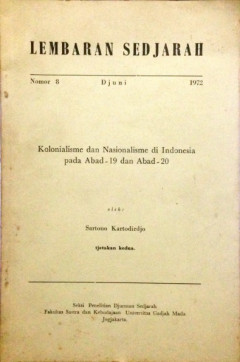 LEMBARAN SEDJARAH
Nomor 8 Djuni 1972
Kolonialisme dan Nasionalisme di Indonesia
pada Abad-19 dan Abad-20
oleh:
Sartono Kartodirdjo
tjetakan kedua.
Seksi Penelitian Djurusan Sedjarah
Fakultas Sastra dan Kebudajaan Universitas Gadjah Mada
Jogjakarta.